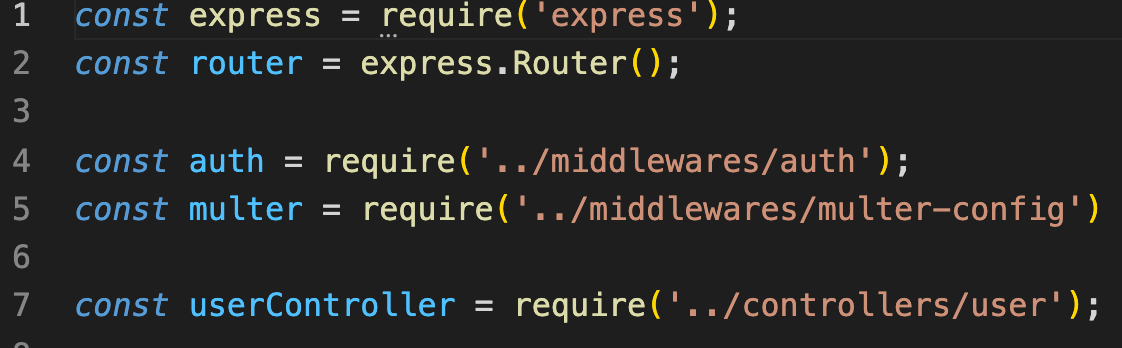 1 const express = require('express');
2 const router = express.Router();
3
4 const auth = require('../middlewares/auth');
5 const multer = require('../middlewares/multer-config')
6
7 const userController = require('../controllers/user');